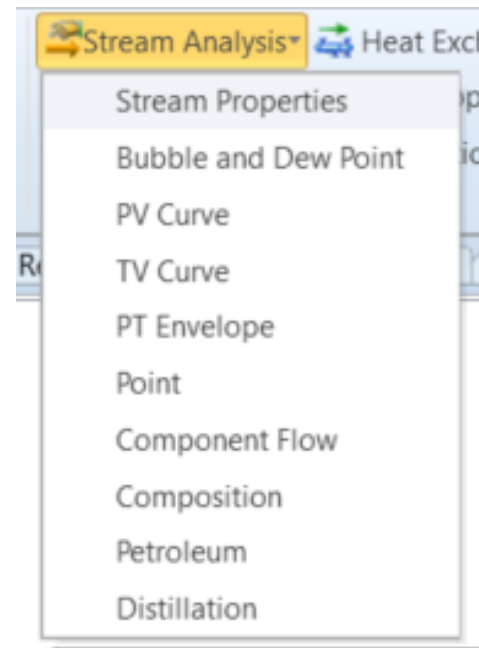 Stream Analysis Heat Exc
Stream Properties
Bubble and Dew Point
PV Curve
TV Curve
PT Envelope
Point
Component Flow
Composition
Petroleum
Distillation